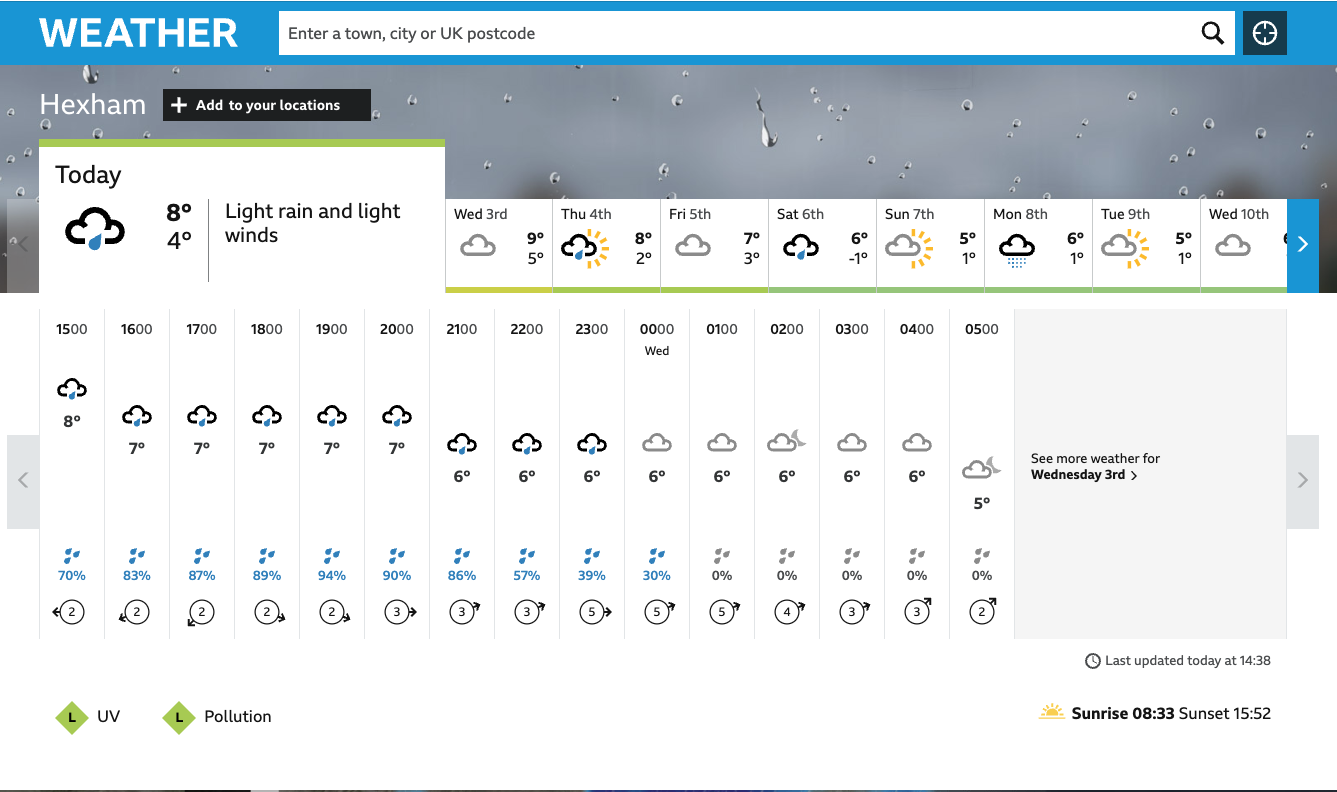 WEATHER
Enter a town, city or UK postcode
Hexham
+ Add to your locations
Today
8°
4°
Light rain and light
winds
Wed 3rd
9°
5°
Thu 4th
8°
2°
Fri 5th
7°
3°
Sat 6th
6°
-1°
Sun 7th
5°
1°
Mon 8th
6°
1°
Tue 9th
5°
1°
Wed 10th
1500 1600 1700 1800 1900 2000 2100 2200 2300 0000 0100 0200 0300 0400 0500
Wed
8° 7° 7° 7° 7° 7° 6° 6° 6° 6° 6° 6° 6° 6° 5°
See more weather for
Wednesday 3rd
70% 83% 87% 89% 94% 90% 86% 57% 39% 30% 0% 0% 0% 0% 0%
2 2 2 2 2 3 3 3 5 5 5 4 3 3 2
Last updated today at 14:38
L UV L Pollution
Sunrise 08:33 Sunset 15:52